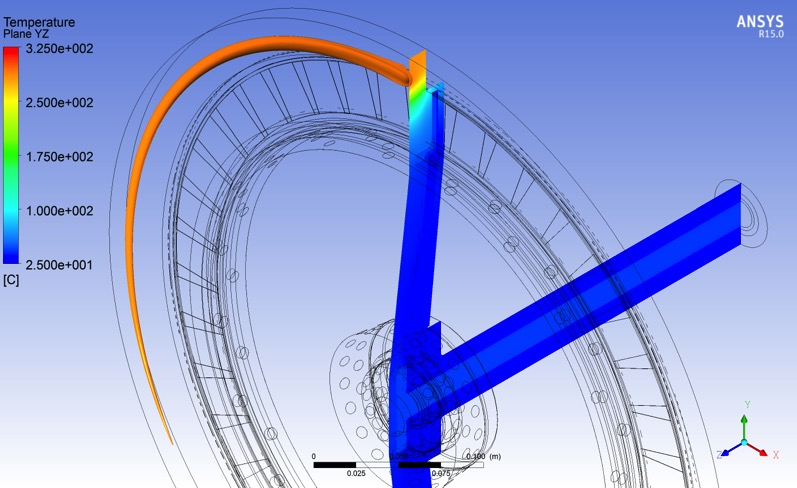 Temperature
Plane YZ
3.250e+002
2.500e+002
1.750e+002
1.000e+002
2.500e+001
[C]
ANSYS
R15.0
Y
Z
X
0
0.100 (m)
0.025
0.075